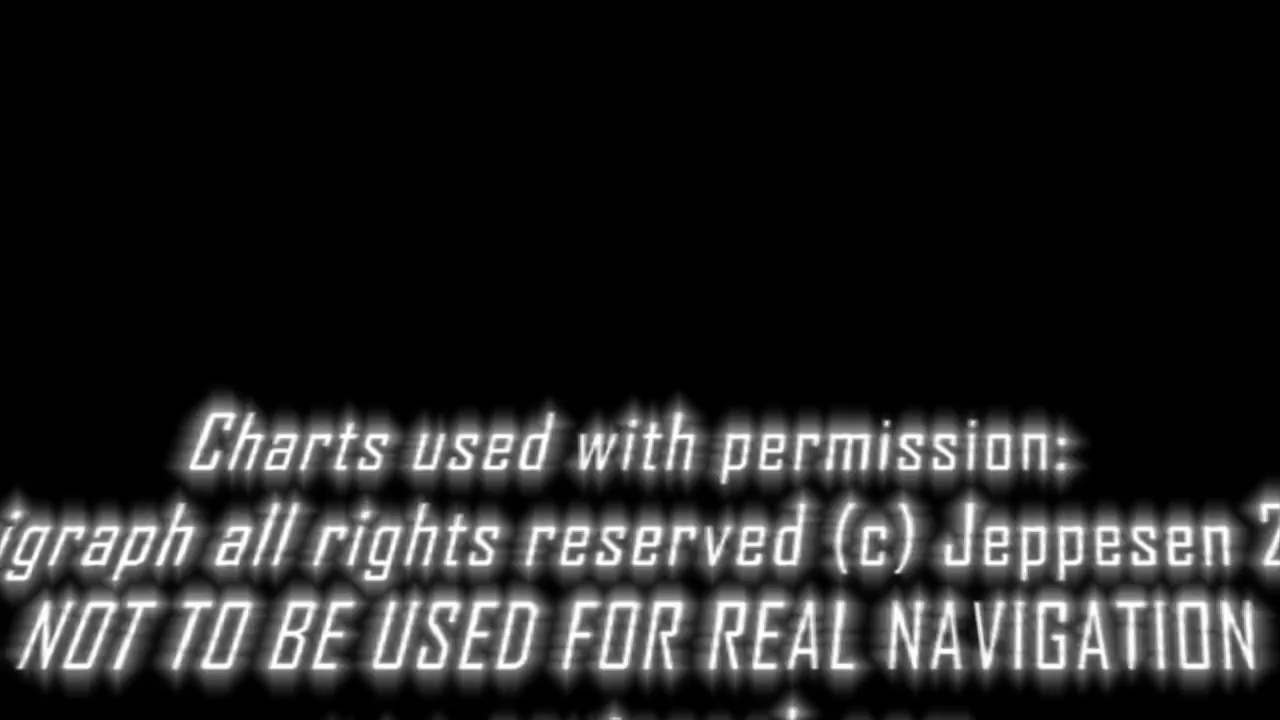 Charts used with permission:
igraph all rights reserved (c) Jeppesen
NOT TO BE USED FOR REAL NAVIGATION